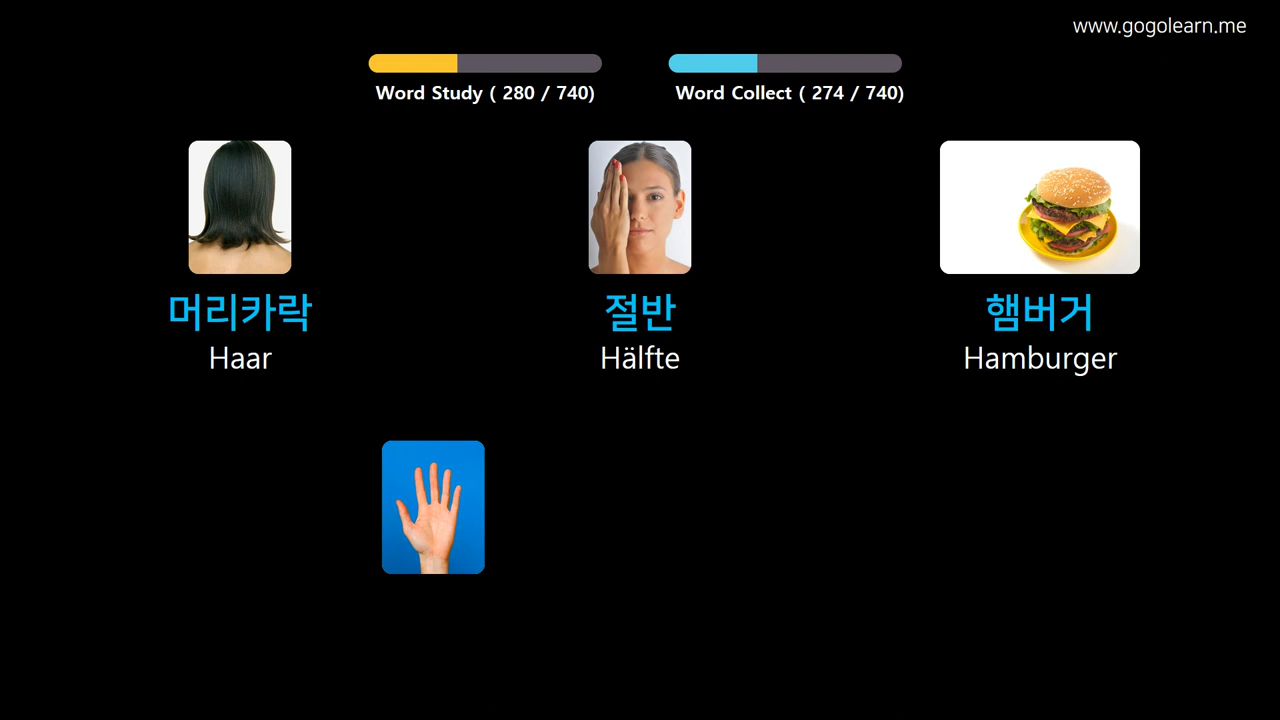 www.gogolearn.me
Word Study ( 280 / 740)
Word Collect ( 274 / 740)
머리카락
절반
햄버거
Haar
Hälfte
Hamburger